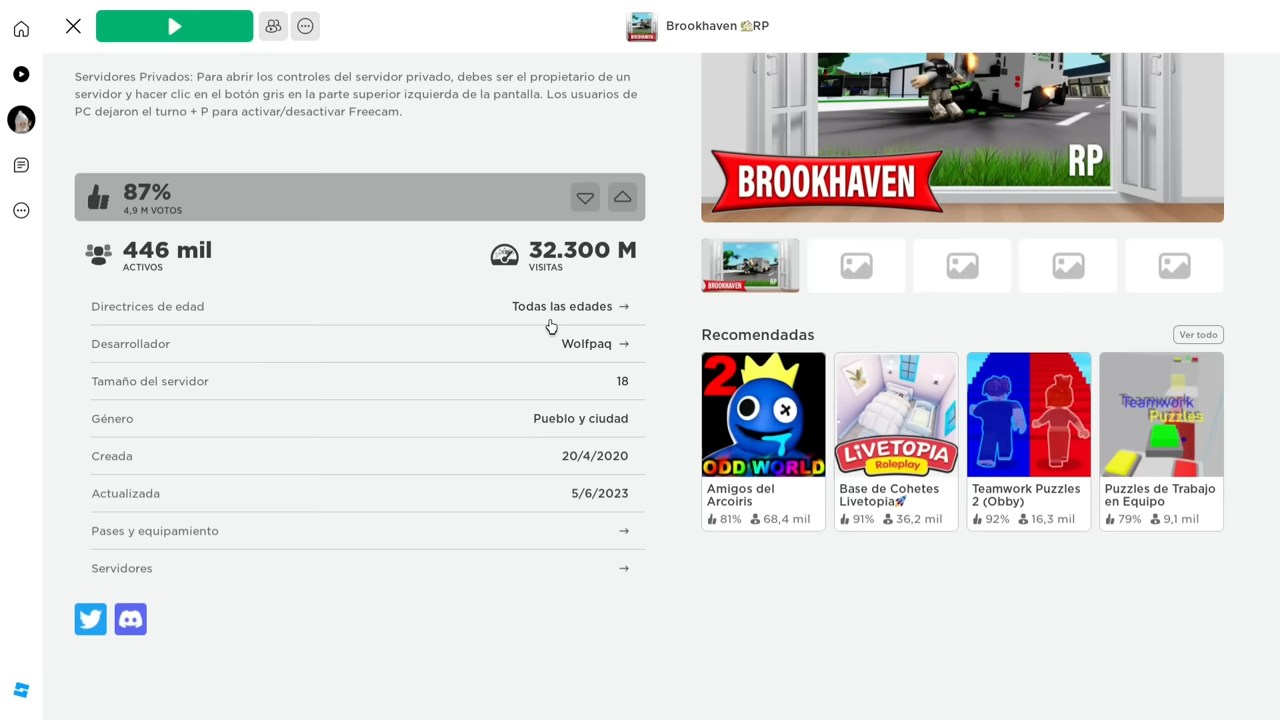 Brookhaven 🏡RP
Servidores Privados: Para abrir los controles del servidor privado, debes ser el propietario de un
servidor y hacer clic en el botón gris en la parte superior izquierda de la pantalla. Los usuarios de
PC dejaron el turno + P para activar/desactivar Freecam.
87%
4,9 M VOTOS
446 mil
ACTIVOS
32.300 M
VISITAS
Directrices de edad
Todas las edades →
Desarrollador
Wolfpaq →
Tamaño del servidor
18
Género
Pueblo y ciudad
Creada
20/4/2020
Actualizada
5/6/2023
Pases y equipamiento →
Servidores →
BROOKHAVEN
RP
BROOKHAVEN
RP
Recomendadas
Ver todo
2
ODD WORLD
Amigos del
Arcoiris
81% 68,4 mil
LIVETOPIA
Roleplay
Base de Cohetes
Livetopia🚀
91% 36,2 mil
Teamwork Puzzles
2 (Obby)
92% 16,3 mil
Teamwork
Puzzles
Puzzles de Trabajo
en Equipo
79% 9,1 mil